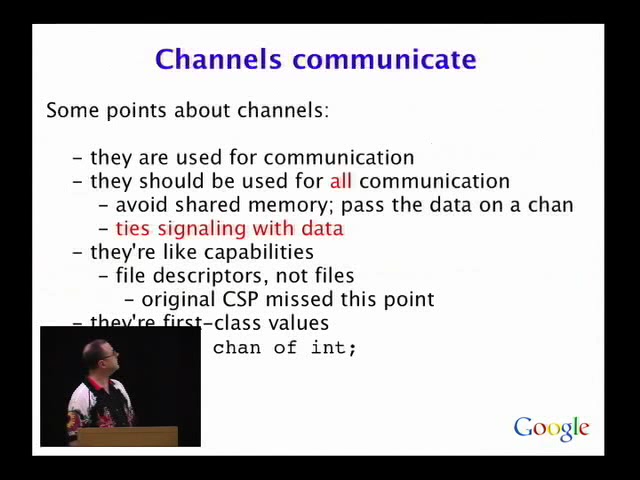 Channels communicate
Some points about channels:
– they are used for communication
– they should be used for all communication
– avoid shared memory; pass the data on a chan
– ties signaling with data
– they're like capabilities
– file descriptors, not files
– original CSP missed this point
– they're first-class values
chan of int;
Google